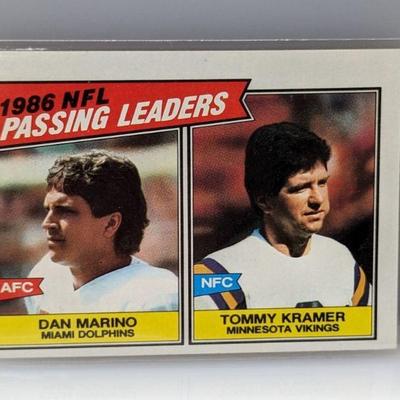 1986 NFL
PASSING LEADERS
AFC
NFC
DAN MARINO
MIAMI DOLPHINS
TOMMY KRAMER
MINNESOTA VIKINGS